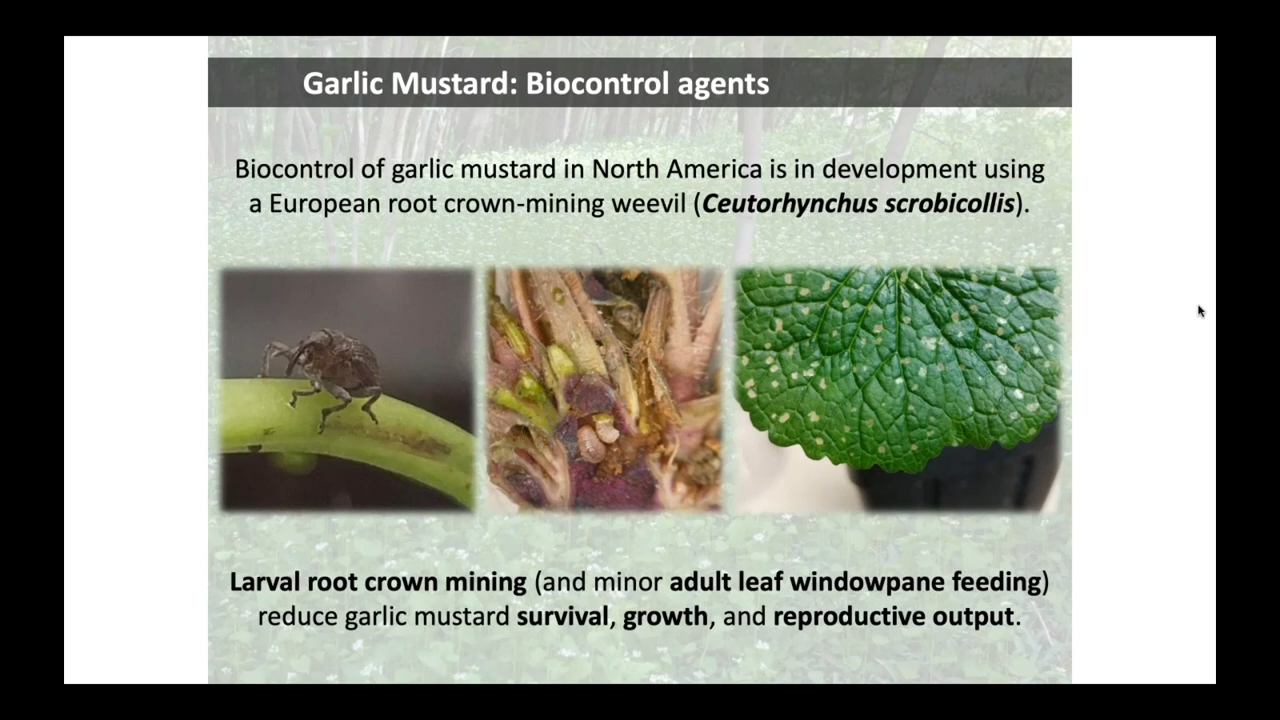 Garlic Mustard: Biocontrol agents
Biocontrol of garlic mustard in North America is in development using
a European root crown-mining weevil (Ceutorhynchus scrobicollis).
Larval root crown mining (and minor adult leaf windowpane feeding)
reduce garlic mustard survival, growth, and reproductive output.